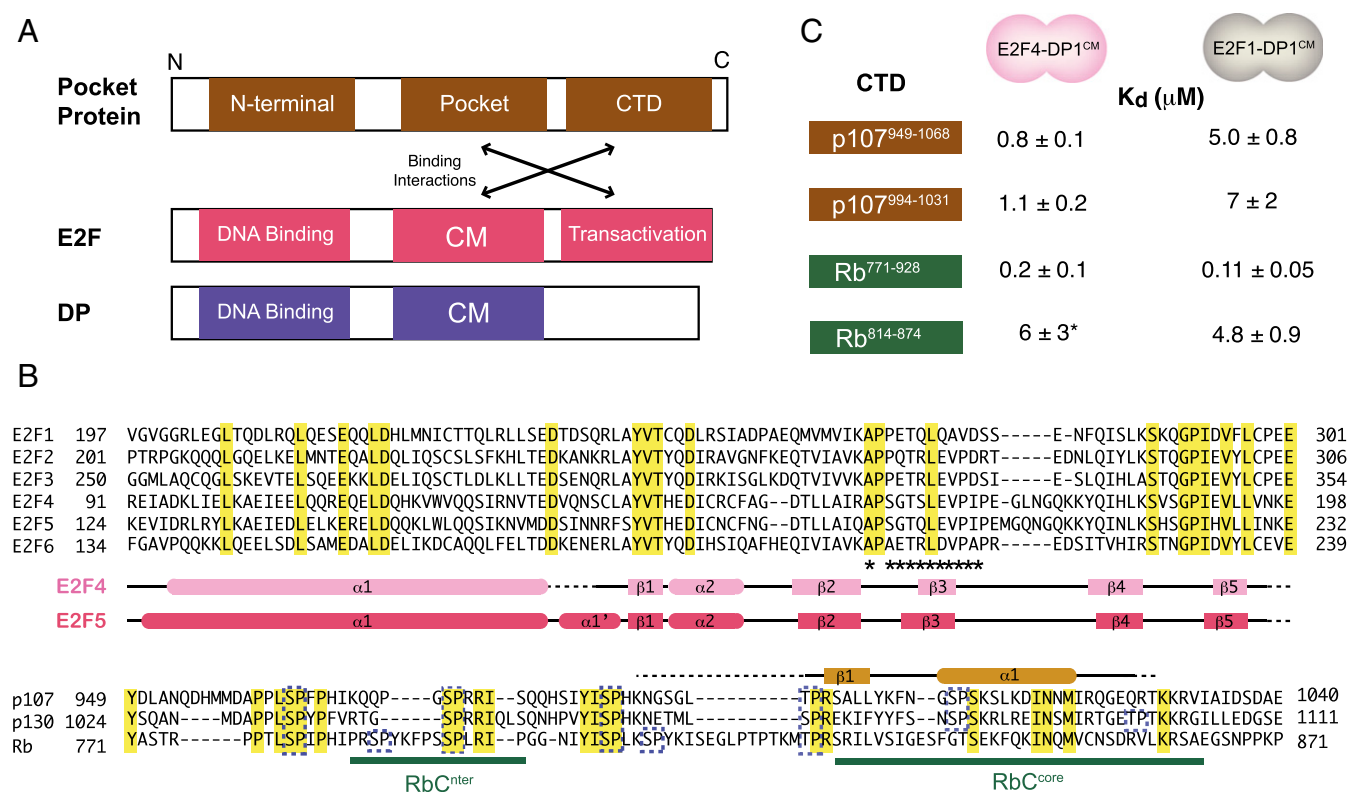 A
N
C
Pocket Protein
N-terminal
Pocket
CTD
Binding
Interactions
E2F
DNA Binding
CM
Transactivation
DP
DNA Binding
CM
C
E2F4-DP1CM
E2F1-DP1CM
CTD
Kd (μM)
p107949-1068 0.8 ± 0.1 5.0 ± 0.8
p107994-1031 1.1 ± 0.2 7 ± 2
Rb771-928 0.2 ± 0.1 0.11 ± 0.05
Rb814-874 6 ± 3* 4.8 ± 0.9
B
E2F1 197 VGVGGRLEGLTQDLRQLQESEQQLDHLMNICTTQLRLLSEDTDSQRLAYVTCQDLRSIADPAEQMVMVIKAPPETQLQAVDSS-----E-NFQISLKSKQGPIDVFLCPEE 301
E2F2 201 PTRPGKQQQLGQELKELMNTEQALDQLIQSCSLSFKHLTEDKANKRLAYVTYQDIRAVGNFKEQTVIAVKAPPQTRLEVPDRT-----EDNLQIYLKSTQGPIEVYLCPEE 306
E2F3 250 GGMLAQCQGLSKEVTELSQEEKKLDELIQSCTLDLKLLTEDSENQRLAYVTYQDIRKISGLKDQTVIVVKAPPETRLEVPDSI-----E-SLQIHLASTQGPIEVYLCPEE 354
E2F4 91 REIADKLIELKAEIEELQQREQELDQHKVWVQQSIRNVTEDVQNSCLAYVTHEDICRCFAG--DTLLAIRAPSGTSLEVPIPE-GLNGQKKYQIHLKSVSGPIEVLLVNKE 198
E2F5 124 KEVIDRLRYLKAEIEDLELKERELDQQKLWLQQSIKNVMDDSINNRFSYVTHEDICNCFNG--DTLLAIQAPSGTQLEVPIPEMGQNGQKKYQINLKSHSGPIHVLLINKE 232
E2F6 134 FGAVPQQKKLQEELSDLSAMEDALDELIKDCAQQLFELTDDKENERLAYVTYQDIHSIQAFHEQIVIAVKAPAETRLDVPAPR-----EDSITVHIRSTNGPIDVYLCEVE 239
* **********
E2F4 α1 β1 α2 β2 β3 β4 β5
E2F5 α1 α1’ β1 α2 β2 β3 β4 β5
β1 α1
p107 949 YDLANQDHMMDAPPLSPFPHIKQQP----GSPRRI--SQQHSIYISPHKNGSGL---------TPRSALLYKFN--GSPSKSLKDINNMIRQGEQRTKKRVIAIDSDAE 1040
p130 1024 YSQAN----MDAPPLSPYPFVRTG------SPRRIQLSQNHPVYISPHKNETML---------SPREKIFYYFS--NSPSKRLREINSMIRTGETPTKKRGILLEDGSE 1111
Rb 771 YASTR------PPTLSPIPHIPRSPYKFPSSPLRI--PGG-NIYISPLKSPYKISEGLPTPTKMTPRSRILVSIGESFGTSEKFQKINQMVCNSDRVLKRSAEGSNPPKP 871
RbCnter
RbCcore